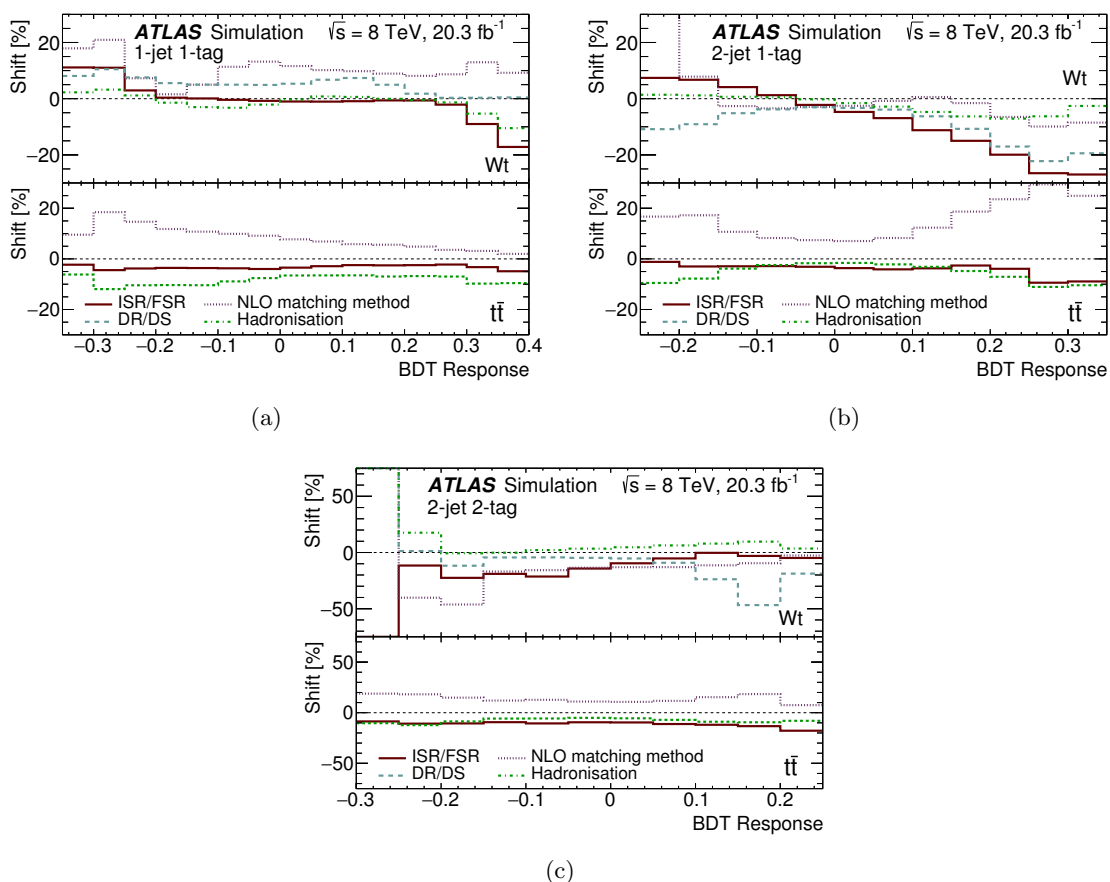 ATLAS Simulation √s = 8 TeV, 20.3 fb⁻¹
1-jet 1-tag
Shift [%]
20
0
−20
Wt
Shift [%]
20
0
−20
ISR/FSR NLO matching method
DR/DS Hadronisation
tt̄
−0.3 −0.2 −0.1 0 0.1 0.2 0.3 0.4
BDT Response
(a)
ATLAS Simulation √s = 8 TeV, 20.3 fb⁻¹
2-jet 1-tag
Shift [%]
20
0
−20
Wt
Shift [%]
20
0
−20
ISR/FSR NLO matching method
DR/DS Hadronisation
tt̄
−0.2 −0.1 0 0.1 0.2 0.3
BDT Response
(b)
ATLAS Simulation √s = 8 TeV, 20.3 fb⁻¹
2-jet 2-tag
Shift [%]
50
0
−50
Wt
Shift [%]
50
0
−50
ISR/FSR NLO matching method
DR/DS Hadronisation
tt̄
−0.3 −0.2 −0.1 0 0.1 0.2
BDT Response
(c)